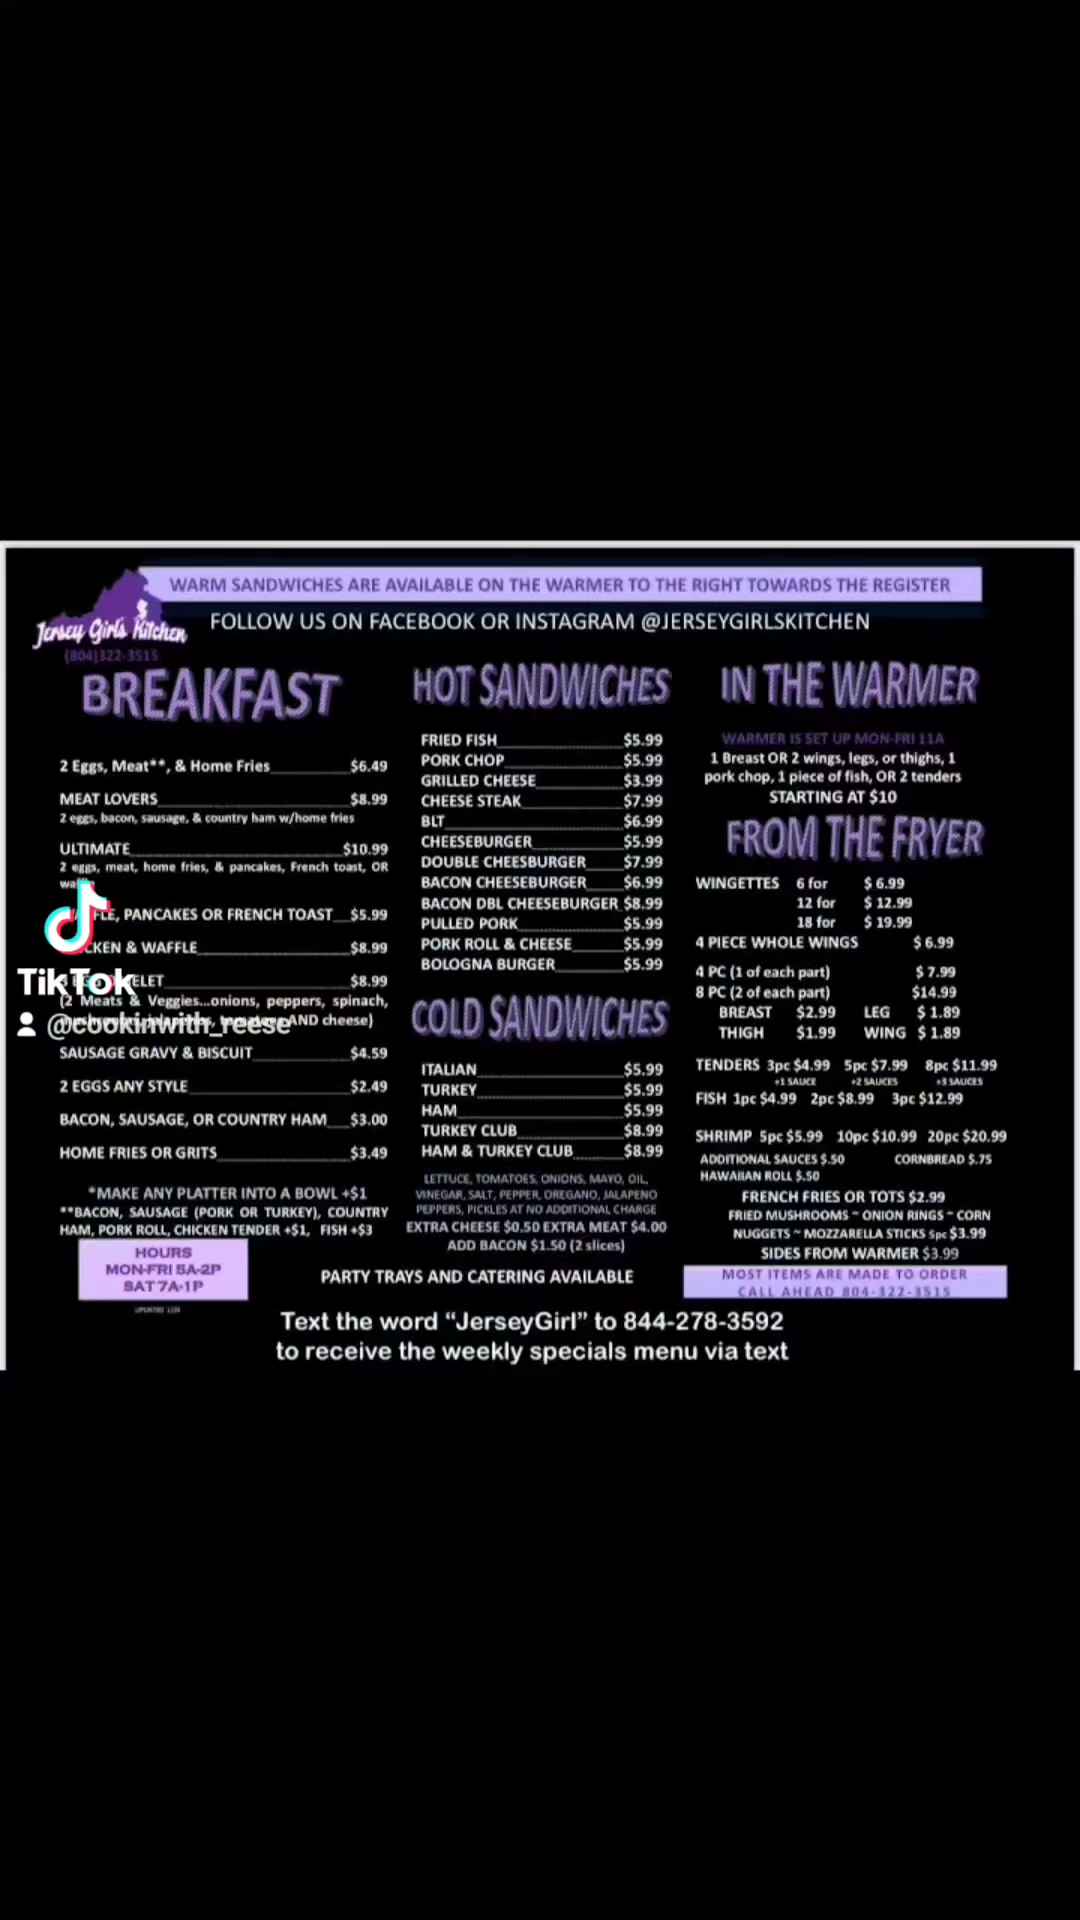 WARM SANDWICHES ARE AVAILABLE ON THE WARMER TO THE RIGHT TOWARDS THE REGISTER
Jersey Girl's Kitchen
FOLLOW US ON FACEBOOK OR INSTAGRAM @JERSEYGIRLSKITCHEN
(804)322-3515
BREAKFAST
2 Eggs, Meat**, & Home Fries $6.49
MEAT LOVERS $8.99
2 eggs, bacon, sausage, & country ham w/home fries
ULTIMATE $10.99
2 eggs, meat, home fries, & pancakes, French toast, OR
PANCAKES OR FRENCH TOAST $5.99
& WAFFLE $8.99
$8.99
(2 Meats & Veggies...onions, peppers, spinach,
AND cheese)
SAUSAGE GRAVY & BISCUIT $4.59
2 EGGS ANY STYLE $2.49
BACON, SAUSAGE, OR COUNTRY HAM $3.00
HOME FRIES OR GRITS $3.49
*MAKE ANY PLATTER INTO A BOWL +$1
**BACON, SAUSAGE (PORK OR TURKEY), COUNTRY
HAM, PORK ROLL, CHICKEN TENDER +$1, FISH +$3
HOURS
MON-FRI 5A-2P
SAT 7A-1P
TikTok
@cookinwith_reese
HOT SANDWICHES
FRIED FISH $5.99
PORK CHOP $5.99
GRILLED CHEESE $3.99
CHEESE STEAK $7.99
BLT $6.99
CHEESEBURGER $5.99
DOUBLE CHEESBURGER $7.99
BACON CHEESEBURGER $6.99
BACON DBL CHEESEBURGER $8.99
PULLED PORK $5.99
PORK ROLL & CHEESE $5.99
BOLOGNA BURGER $5.99
COLD SANDWICHES
ITALIAN $5.99
TURKEY $5.99
HAM $5.99
TURKEY CLUB $8.99
HAM & TURKEY CLUB $8.99
LETTUCE, TOMATOES, ONIONS, MAYO, OIL,
VINEGAR, SALT, PEPPER, OREGANO, JALAPENO
PEPPERS, PICKLES AT NO ADDITIONAL CHARGE
EXTRA CHEESE $0.50 EXTRA MEAT $4.00
ADD BACON $1.50 (2 slices)
PARTY TRAYS AND CATERING AVAILABLE
IN THE WARMER
WARMER IS SET UP MON-FRI 11A
1 Breast OR 2 wings, legs, or thighs, 1
pork chop, 1 piece of fish, OR 2 tenders
STARTING AT $10
FROM THE FRYER
WINGETTES 6 for $ 6.99
12 for $ 12.99
18 for $ 19.99
4 PIECE WHOLE WINGS $ 6.99
4 PC (1 of each part) $ 7.99
8 PC (2 of each part) $14.99
BREAST $2.99 LEG $ 1.89
THIGH $1.99 WING $ 1.89
TENDERS 3pc $4.99 5pc $7.99 8pc $11.99
+1 SAUCE +2 SAUCES +3 SAUCES
FISH 1pc $4.99 2pc $8.99 3pc $12.99
SHRIMP 5pc $5.99 10pc $10.99 20pc $20.99
ADDITIONAL SAUCES $.50 CORNBREAD $.75
HAWAIIAN ROLL $.50
FRENCH FRIES OR TOTS $2.99
FRIED MUSHROOMS ~ ONION RINGS ~ CORN
NUGGETS ~ MOZZARELLA STICKS 5pc $3.99
SIDES FROM WARMER $3.99
MOST ITEMS ARE MADE TO ORDER
CALL AHEAD 804-322-3515
Text the word “JerseyGirl” to 844-278-3592
to receive the weekly specials menu via text